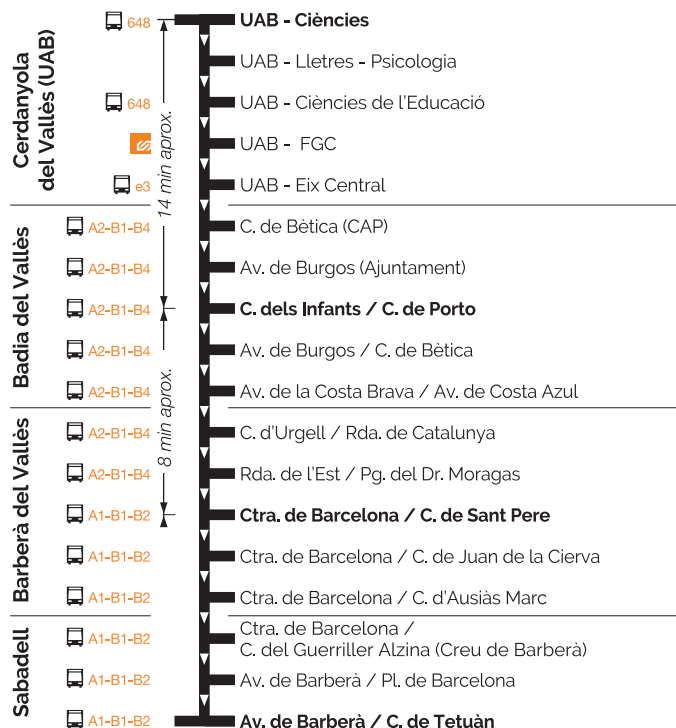 Cerdanyola
del Vallès (UAB)
648
UAB - Ciències
UAB - Lletres - Psicologia
648
UAB - Ciències de l'Educació
UAB - FGC
e3
UAB - Eix Central
14 min aprox.
Badia del Vallès
A2-B1-B4
C. de Bètica (CAP)
A2-B1-B4
Av. de Burgos (Ajuntament)
A2-B1-B4
C. dels Infants / C. de Porto
A2-B1-B4
Av. de Burgos / C. de Bètica
A2-B1-B4
Av. de la Costa Brava / Av. de Costa Azul
8 min aprox.
Barberà del Vallès
A2-B1-B4
C. d'Urgell / Rda. de Catalunya
A2-B1-B4
Rda. de l'Est / Pg. del Dr. Moragas
A1-B1-B2
Ctra. de Barcelona / C. de Sant Pere
A1-B1-B2
Ctra. de Barcelona / C. de Juan de la Cierva
A1-B1-B2
Ctra. de Barcelona / C. d'Ausiàs Marc
Sabadell
A1-B1-B2
Ctra. de Barcelona /
C. del Guerriller Alzina (Creu de Barberà)
A1-B1-B2
Av. de Barberà / Pl. de Barcelona
A1-B1-B2
Av. de Barberà / C. de Tetuàn